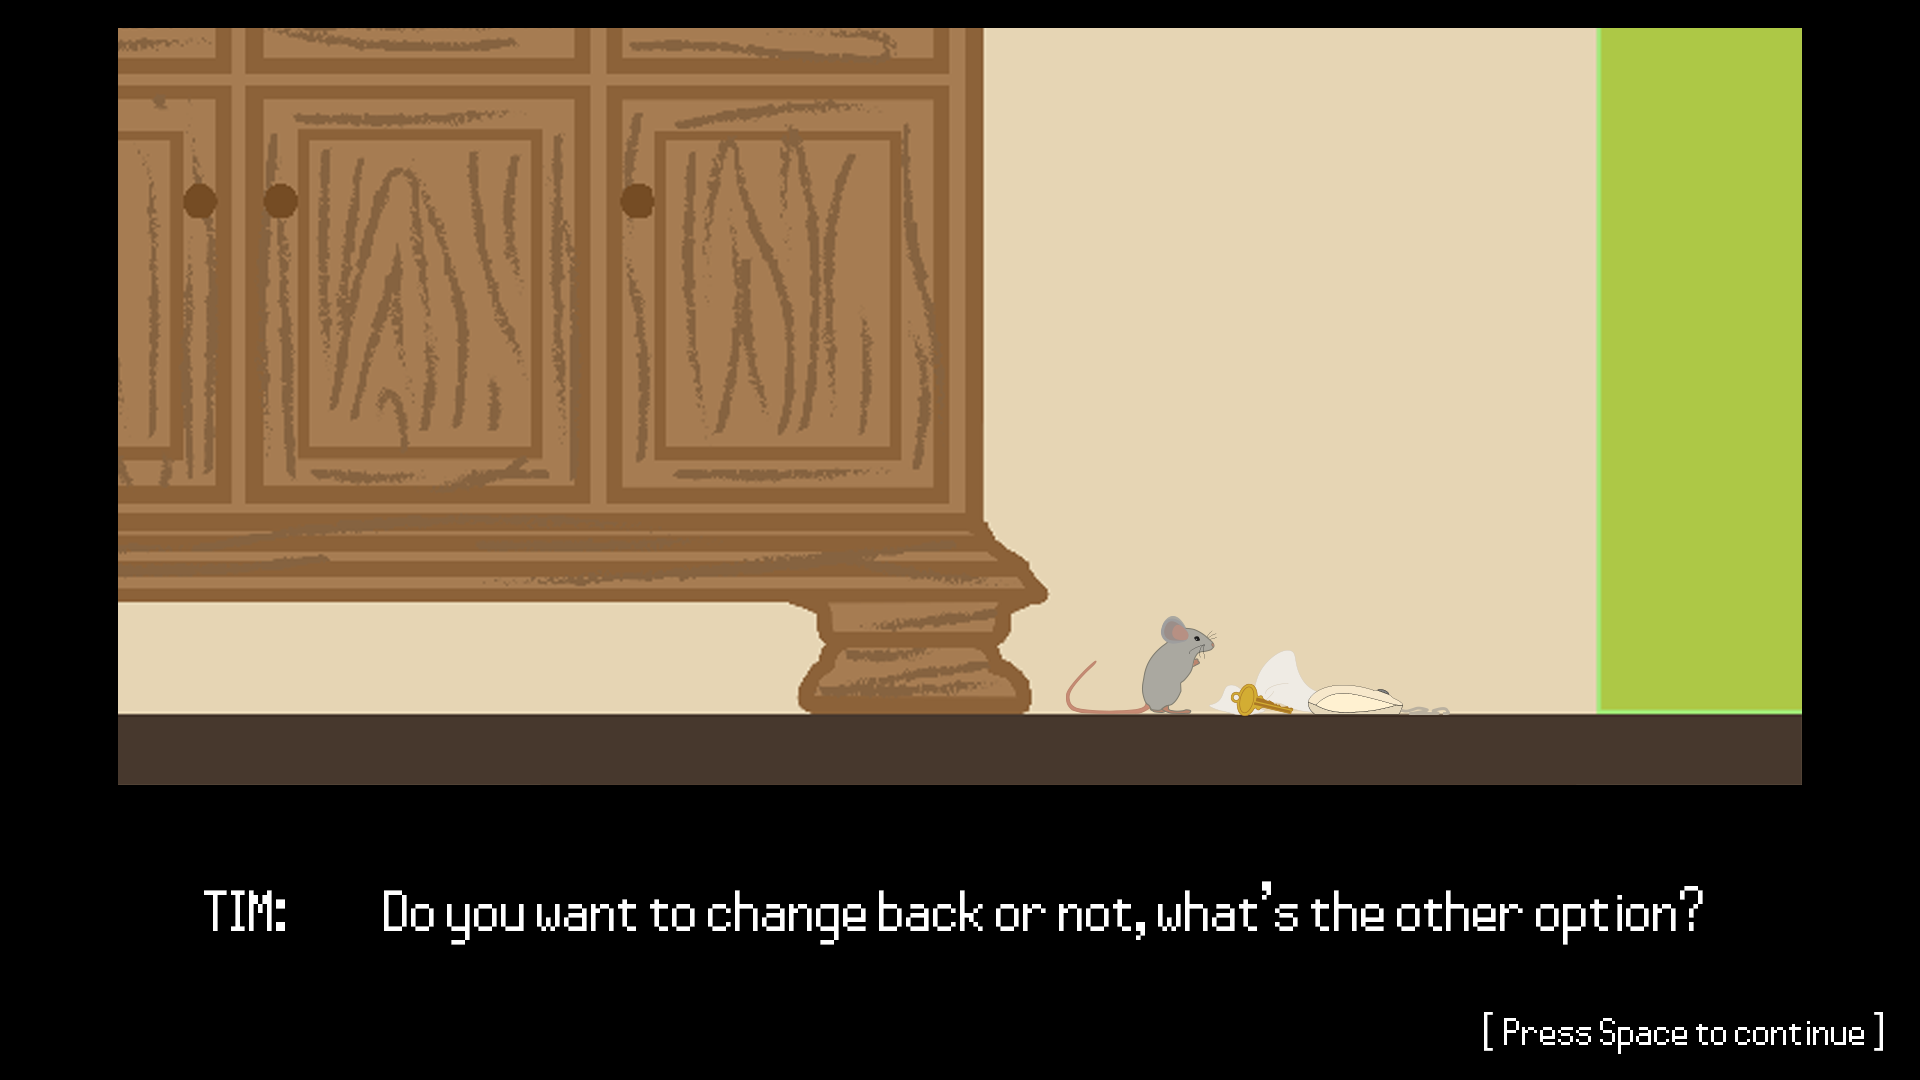 TIM: Do you want to change back or not, what's the other option?
[ Press Space to continue ]